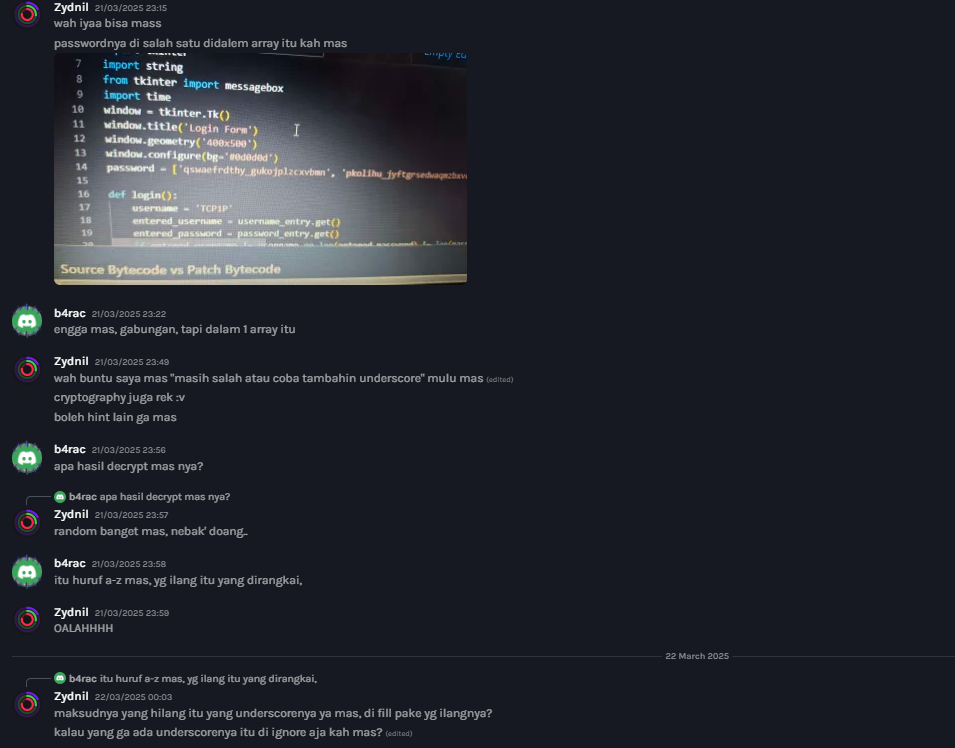 Zydnil 21/03/2025 23:15
wah iyaa bisa mass
passwordnya di salah satu didalem array itu kah mas
7 import string
8 from tkinter import messagebox
9 import time
10 window = tkinter.Tk()
11 window.title('Login Form')
12 window.geometry('400x500')
13 window.configure(bg='#0d0d0d')
14 password = ['qswaefrdthy_gukojplzcxvbmn',
15
16 def login():
17 username = 'TCP1P'
18 entered_username = username_entry.get()
19 entered_password = password_entry.get()
20
Source Bytecode vs Patch Bytecode
b4rac 21/03/2025 23:22
engga mas, gabungan, tapi dalam 1 array itu
Zydnil 21/03/2025 23:49
wah buntu saya mas "masih salah atau coba tambahin underscore" mulu mas (edited)
cryptography juga rek :v
boleh hint lain ga mas
b4rac 21/03/2025 23:56
apa hasil decrypt mas nya?
b4rac apa hasil decrypt mas nya?
Zydnil 21/03/2025 23:57
random banget mas, nebak' doang..
b4rac 21/03/2025 23:58
itu huruf a-z mas, yg ilang itu yang dirangkai,
Zydnil 21/03/2025 23:59
OALAHHHH
22 March 2025
b4rac itu huruf a-z mas, yg ilang itu yang dirangkai,
Zydnil 22/03/2025 00:03
maksudnya yang hilang itu yang underscorenya ya mas, di fill pake yg ilangnya?
kalau yang ga ada underscorenya itu di ignore aja kah mas? (edited)